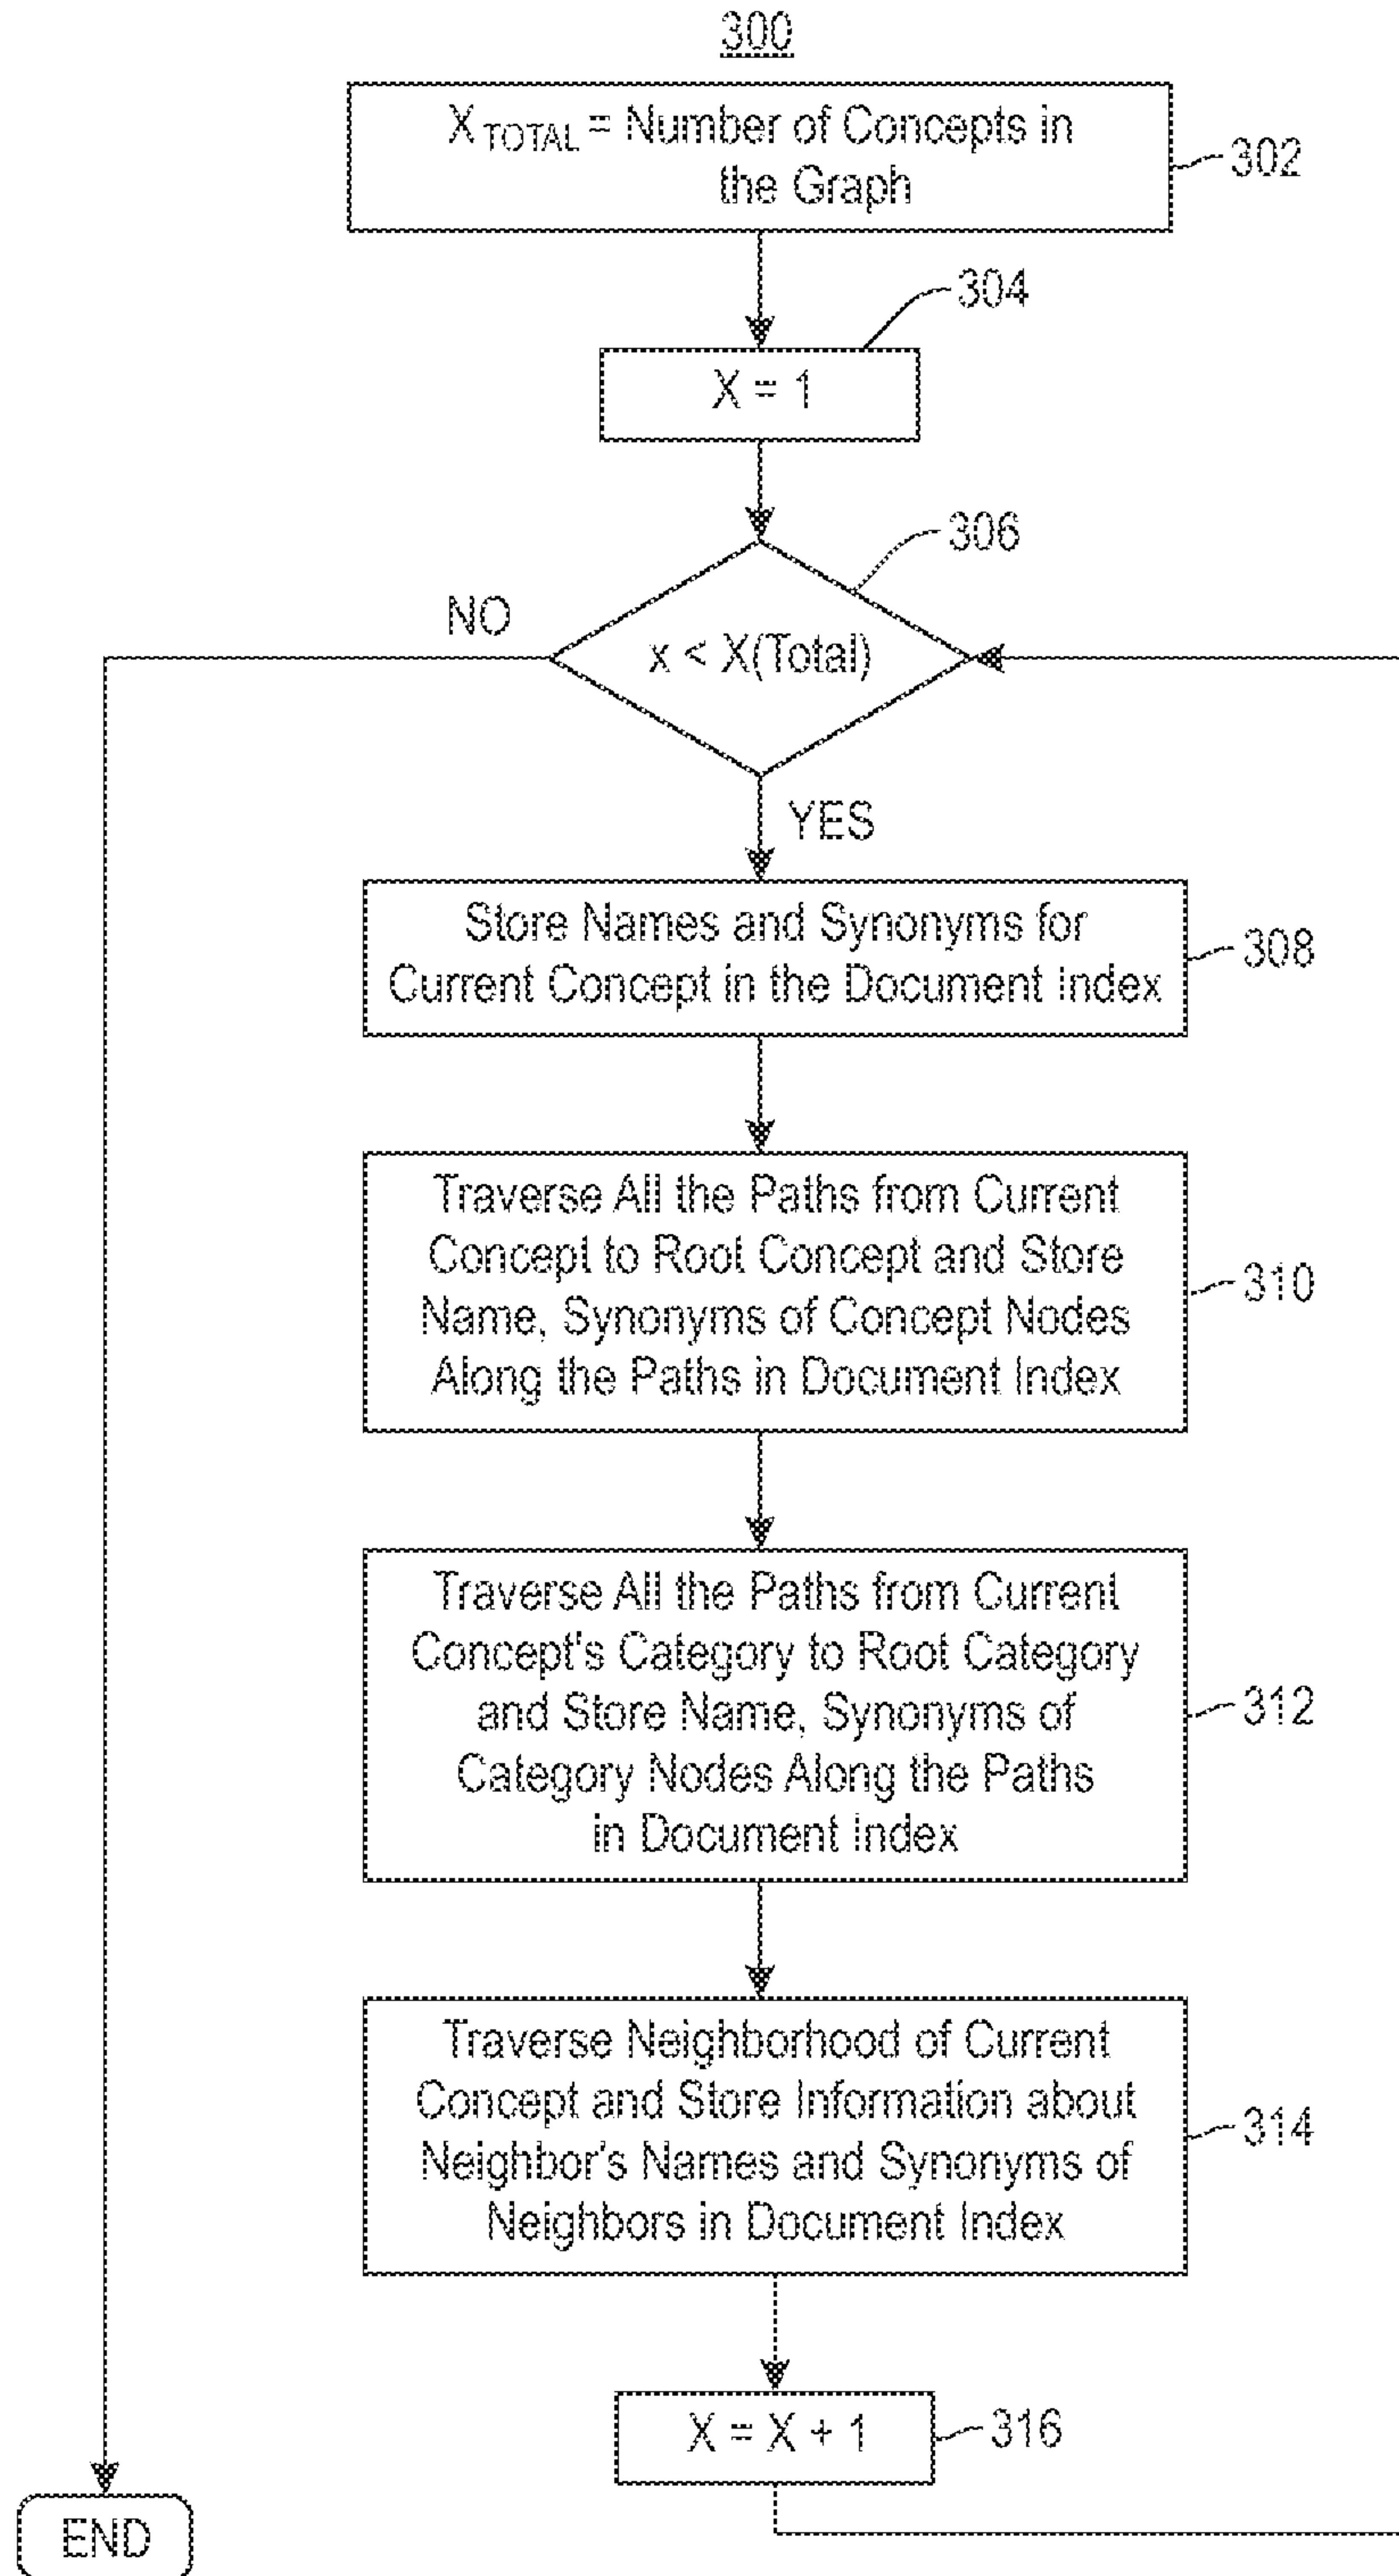 300
X TOTAL = Number of Concepts in
the Graph
302
304
X = 1
306
NO
x < X(Total)
YES
Store Names and Synonyms for
Current Concept in the Document Index
308
Traverse All the Paths from Current
Concept to Root Concept and Store
Name, Synonyms of Concept Nodes
Along the Paths in Document Index
310
Traverse All the Paths from Current
Concept's Category to Root Category
and Store Name, Synonyms of
Category Nodes Along the Paths
in Document Index
312
Traverse Neighborhood of Current
Concept and Store Information about
Neighbor's Names and Synonyms of
Neighbors in Document Index
314
X = X + 1
316
END